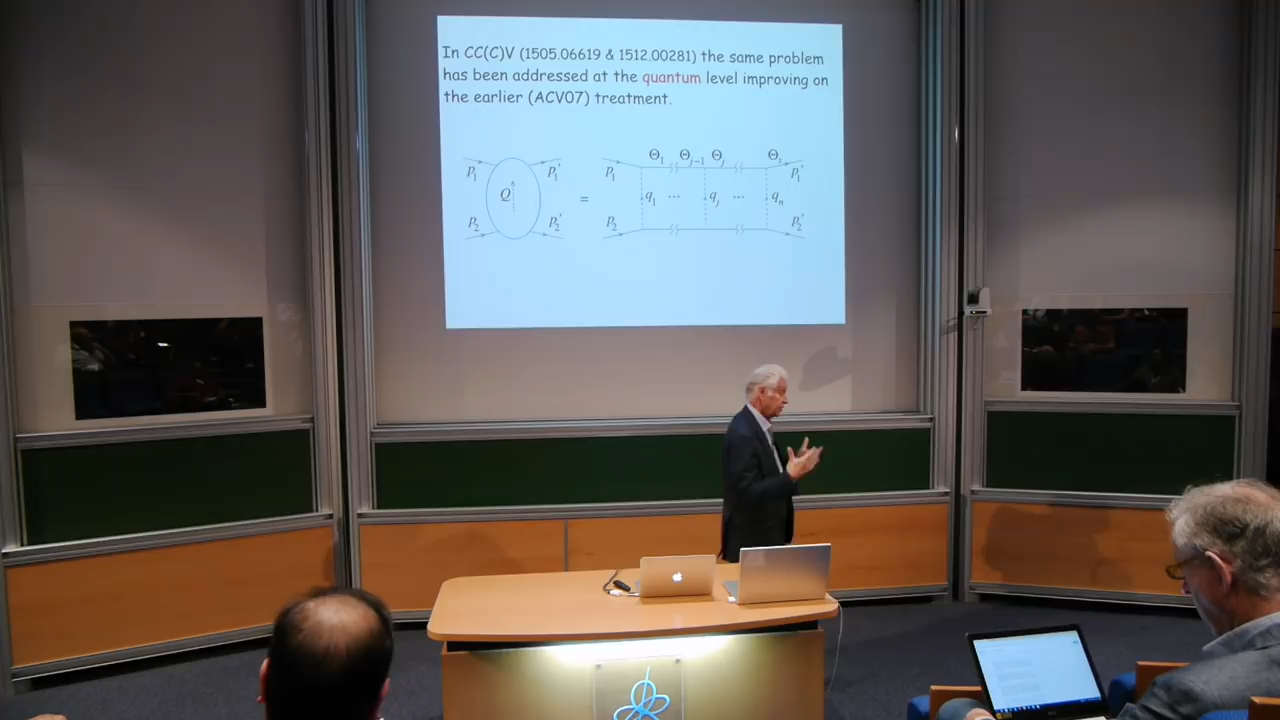 In CC(C)V (1505.06619 & 1512.00281) the same problem
has been addressed at the quantum level improving on
the earlier (ACV07) treatment.
Θ₁ Θⱼ₋₁ Θⱼ
p₁ p₁' p₁ p₁'
Q = q₁ ... qⱼ ... qₙ
p₂ p₂' p₂ p₂'